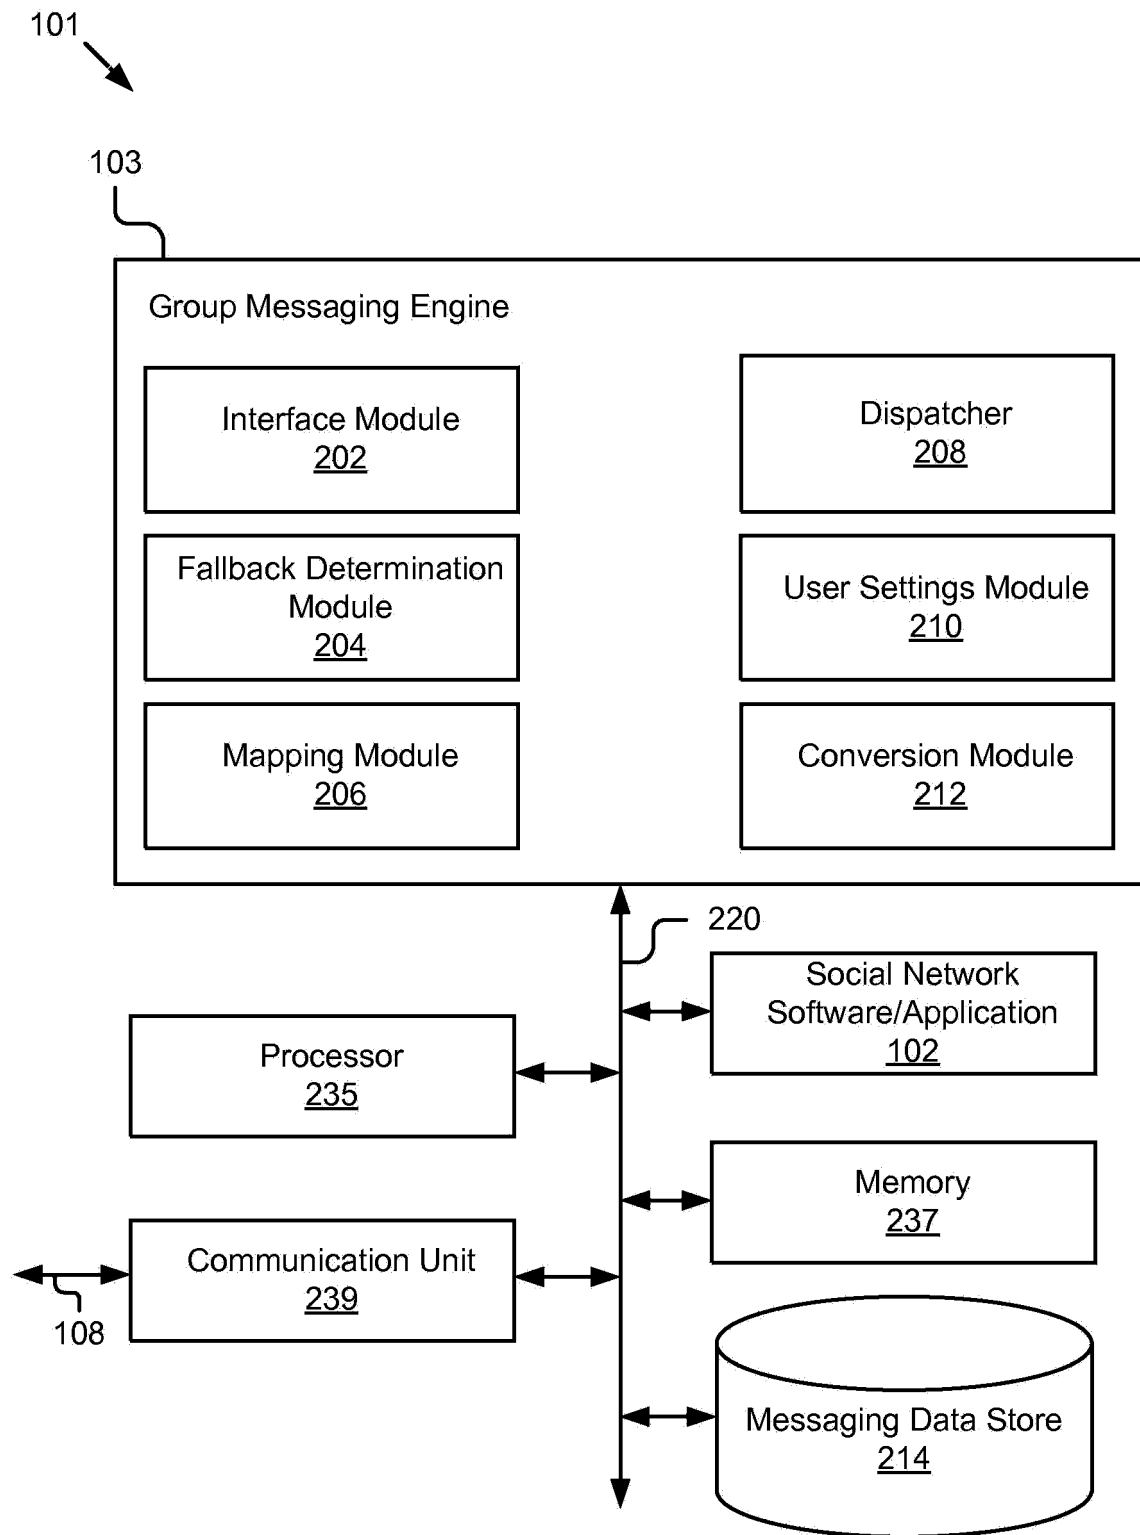 101
103
Group Messaging Engine
Interface Module
202
Dispatcher
208
Fallback Determination
Module
204
User Settings Module
210
Mapping Module
206
Conversion Module
212
220
Social Network
Software/Application
102
Processor
235
Memory
237
Communication Unit
239
108
Messaging Data Store
214